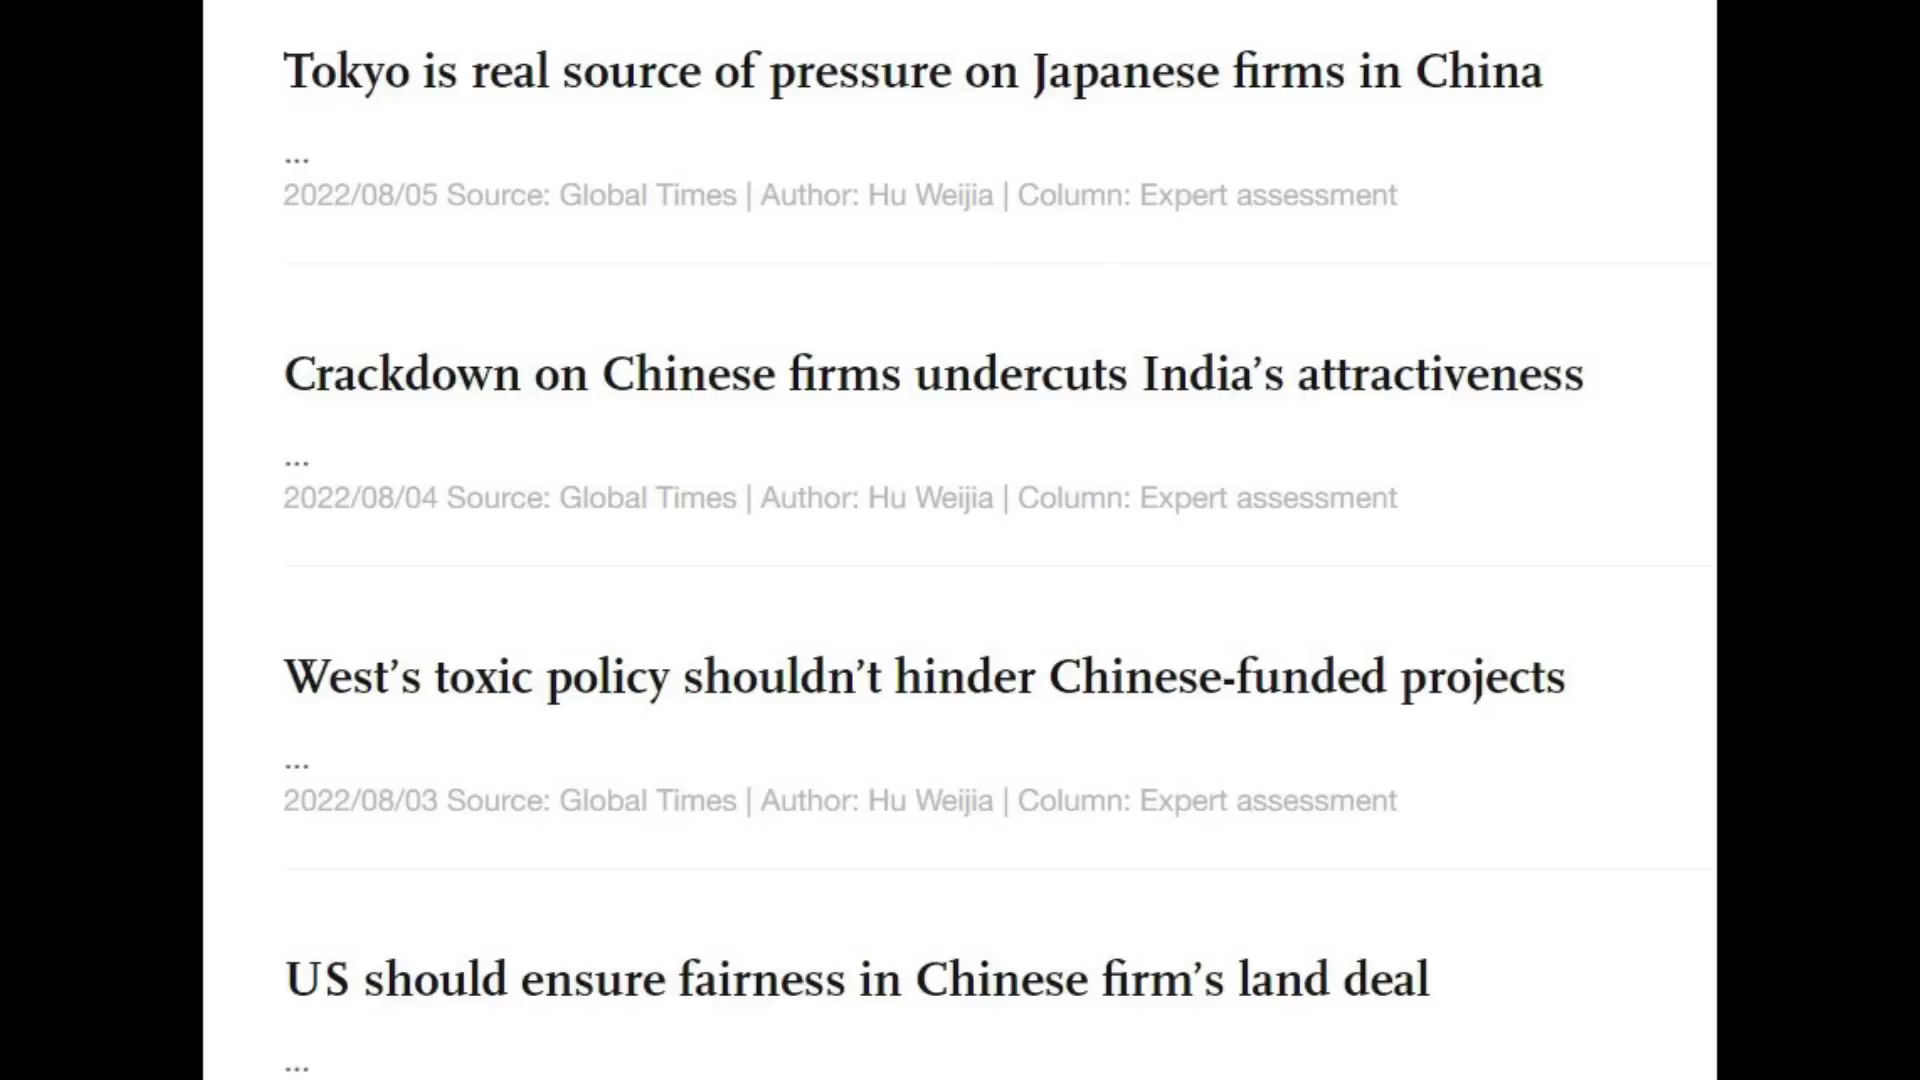 Tokyo is real source of pressure on Japanese firms in China
...
2022/08/05 Source: Global Times | Author: Hu Weijia | Column: Expert assessment
Crackdown on Chinese firms undercuts India’s attractiveness
...
2022/08/04 Source: Global Times | Author: Hu Weijia | Column: Expert assessment
West’s toxic policy shouldn’t hinder Chinese-funded projects
...
2022/08/03 Source: Global Times | Author: Hu Weijia | Column: Expert assessment
US should ensure fairness in Chinese firm’s land deal
...